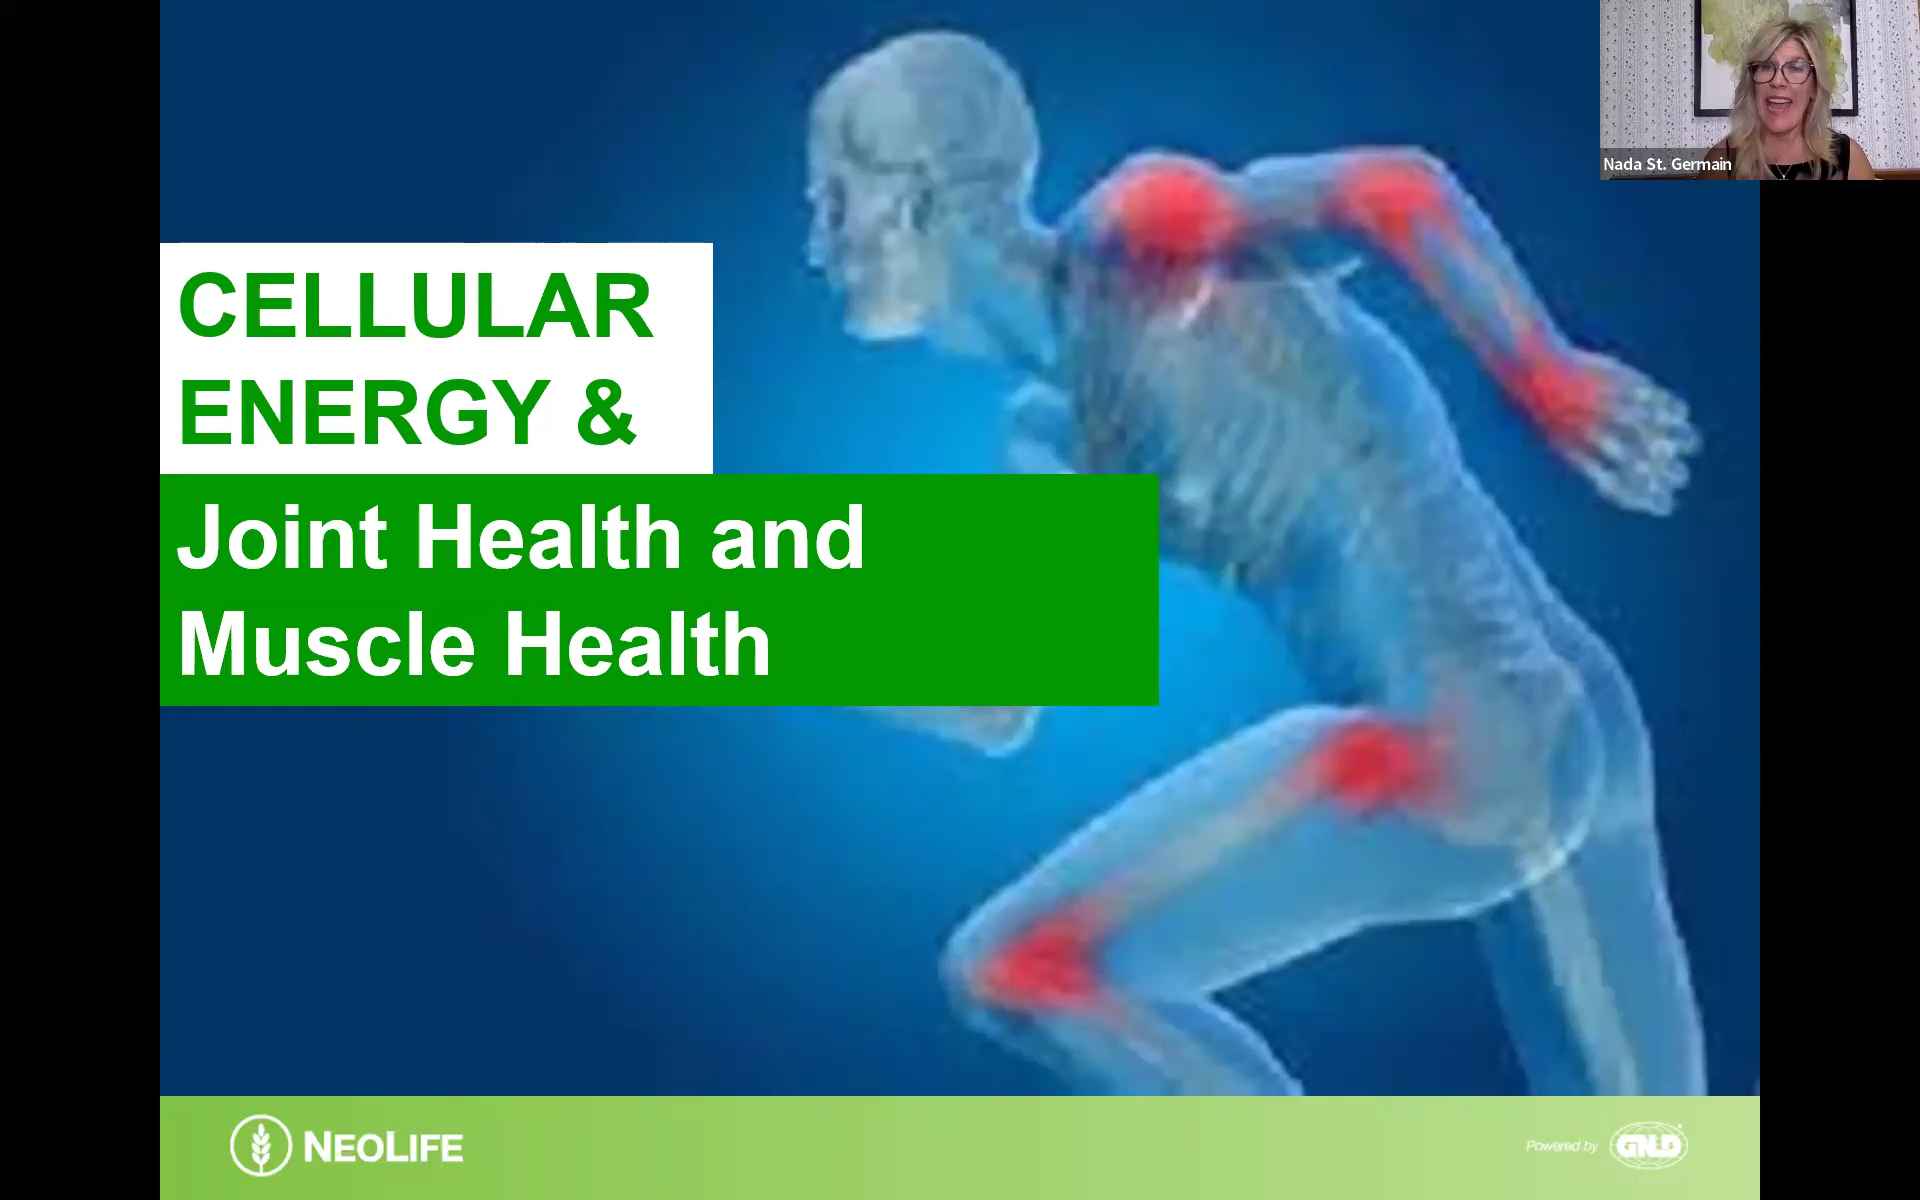 Nada St. Germain
CELLULAR
ENERGY &
Joint Health and
Muscle Health
NEOLIFE
Powered by GNLD